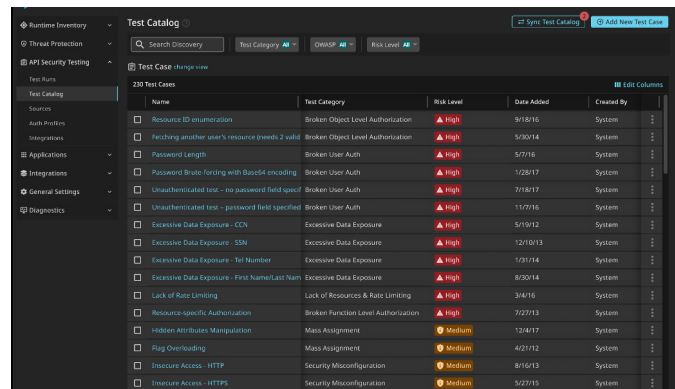 Runtime Inventory
Threat Protection
API Security Testing
Test Runs
Test Catalog
Sources
Auth Profiles
Integrations
Applications
Integrations
General Settings
Diagnostics
Test Catalog
Sync Test Catalog 2
Add New Test Case
Search Discovery
Test Category All
OWASP All
Risk Level All
Test Case change view
230 Test Cases
Edit Columns
Name Test Category Risk Level Date Added Created By
Resource ID enumeration Broken Object Level Authorization High 9/18/16 System
Fetching another user's resource (needs 2 valid Broken Object Level Authorization High 5/30/14 System
Password Length Broken User Auth High 5/7/16 System
Password Brute-forcing with Base64 encoding Broken User Auth High 1/28/17 System
Unauthenticated test – no password field specif Broken User Auth High 7/18/17 System
Unauthenticated test – password field specified Broken User Auth High 11/7/16 System
Excessive Data Exposure - CCN Excessive Data Exposure High 5/19/12 System
Excessive Data Exposure - SSN Excessive Data Exposure High 12/10/13 System
Excessive Data Exposure - Tel Number Excessive Data Exposure High 1/31/14 System
Excessive Data Exposure - First Name/Last Nam Excessive Data Exposure High 8/30/14 System
Lack of Rate Limiting Lack of Resources & Rate Limiting High 3/4/16 System
Resource-specific Authorization Broken Function Level Authorization High 7/27/13 System
Hidden Attributes Manipulation Mass Assignment Medium 12/4/17 System
Flag Overloading Mass Assignment Medium 4/21/12 System
Insecure Access - HTTP Security Misconfiguration Medium 8/16/13 System
Insecure Access - HTTPS Security Misconfiguration Medium 5/27/15 System